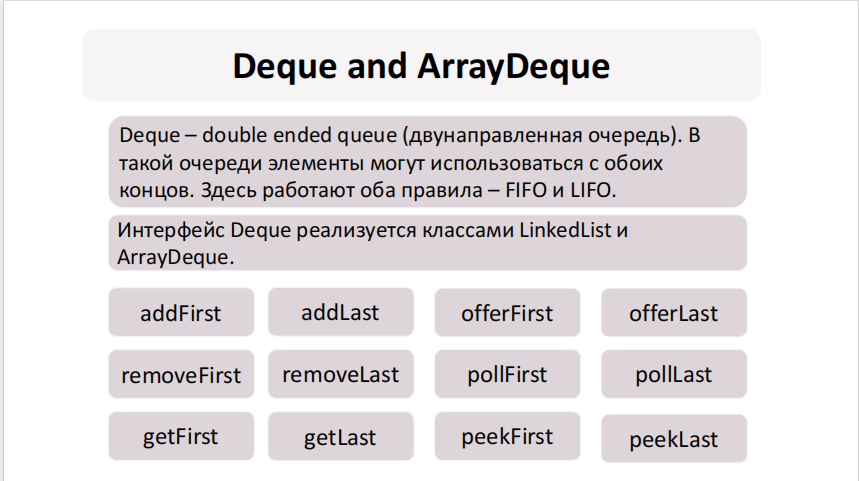 Deque and ArrayDeque
Deque – double ended queue (двунаправленная очередь). В
такой очереди элементы могут использоваться с обоих
концов. Здесь работают оба правила – FIFO и LIFO.
Интерфейс Deque реализуется классами LinkedList и
ArrayDeque.
addFirst addLast offerFirst offerLast
removeFirst removeLast pollFirst pollLast
getFirst getLast peekFirst peekLast